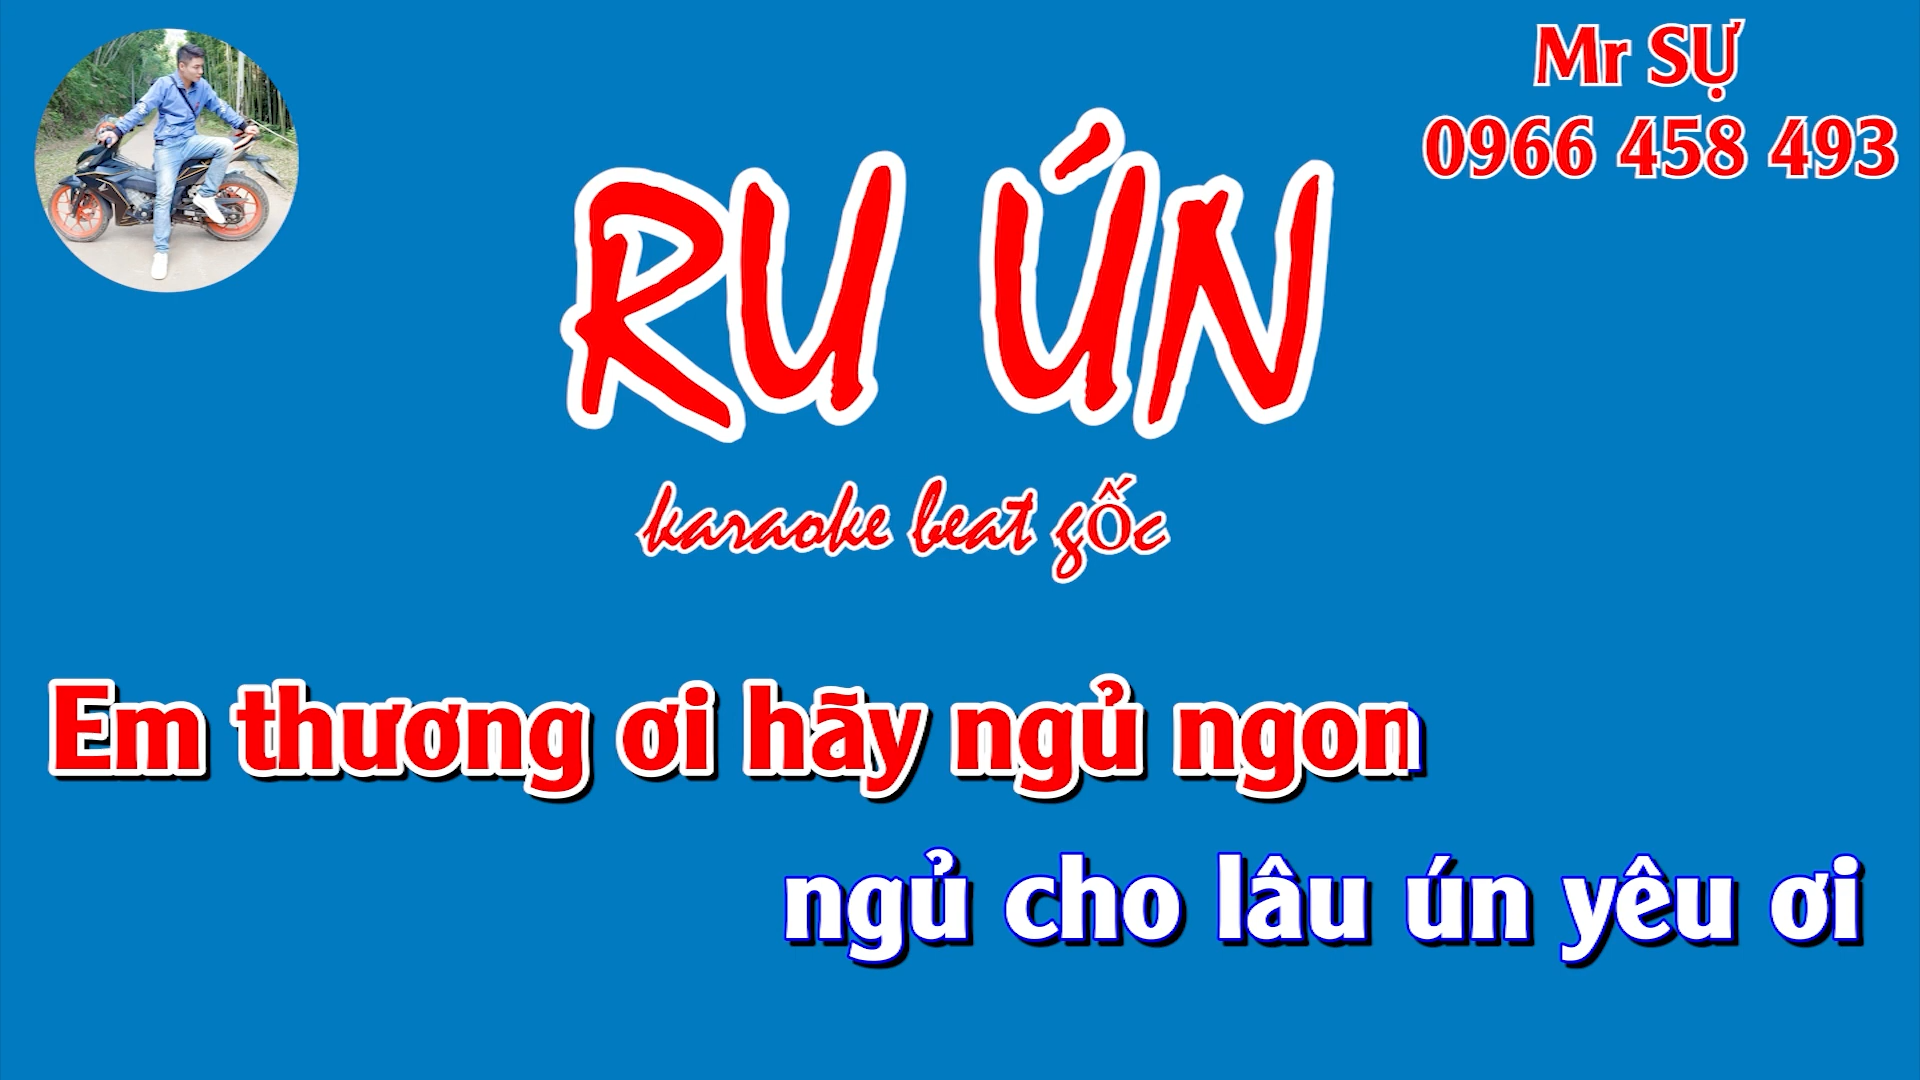 Mr SỰ
0966 458 493
RU ÚN
karaoke beat gốc
Em thương ơi hãy ngủ ngon
ngủ cho lâu ún yêu ơi